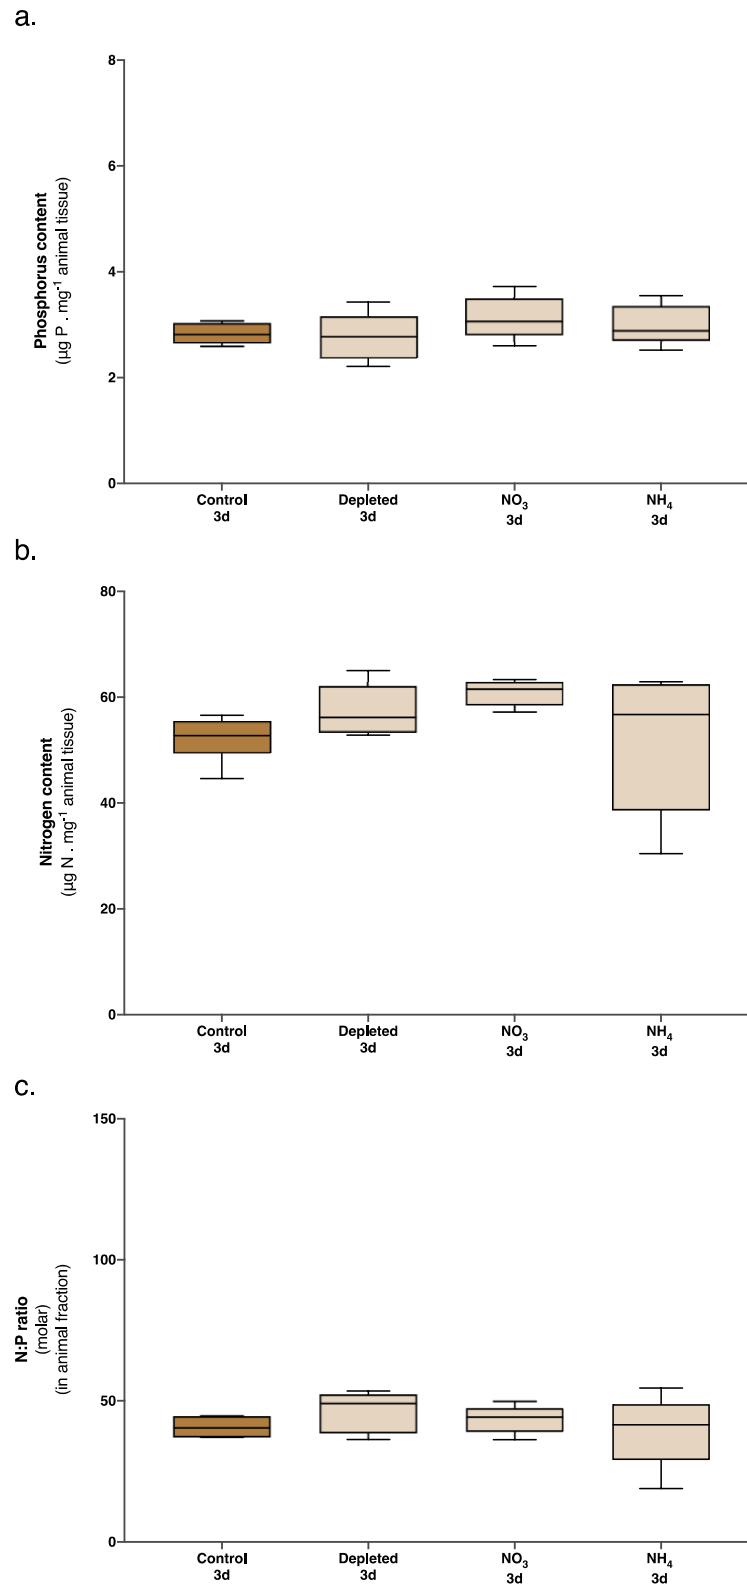 a.
8
6
4
2
0
Phosphorus content
(µg P . mg⁻¹ animal tissue)
Control Depleted NO₃ NH₄
3d 3d 3d 3d
b.
80
60
40
20
0
Nitrogen content
(µg N . mg⁻¹ animal tissue)
Control Depleted NO₃ NH₄
3d 3d 3d 3d
c.
150
100
50
0
N:P ratio
(molar)
(in animal fraction)
Control Depleted NO₃ NH₄
3d 3d 3d 3d